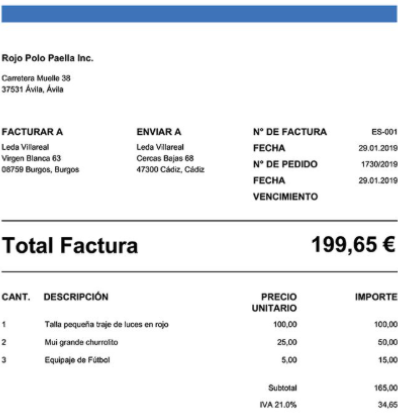 Rojo Polo Paella Inc.
Carretera Muelle 38
37531 Ávila, Ávila
FACTURAR A
Leda Villareal
Virgen Blanca 63
08759 Burgos, Burgos
ENVIAR A
Leda Villareal
Cercas Bajas 68
47300 Cádiz, Cádiz
Nº DE FACTURA ES-001
FECHA 29.01.2019
Nº DE PEDIDO 1730/2019
FECHA 29.01.2019
VENCIMIENTO
Total Factura 199,65 €
CANT. DESCRIPCIÓN PRECIO UNITARIO IMPORTE
1 Talla pequeña traje de luces en rojo 100,00 100,00
2 Mui grande churrolito 25,00 50,00
3 Equipaje de Fútbol 5,00 15,00
Subtotal 165,00
IVA 21.0% 34,65